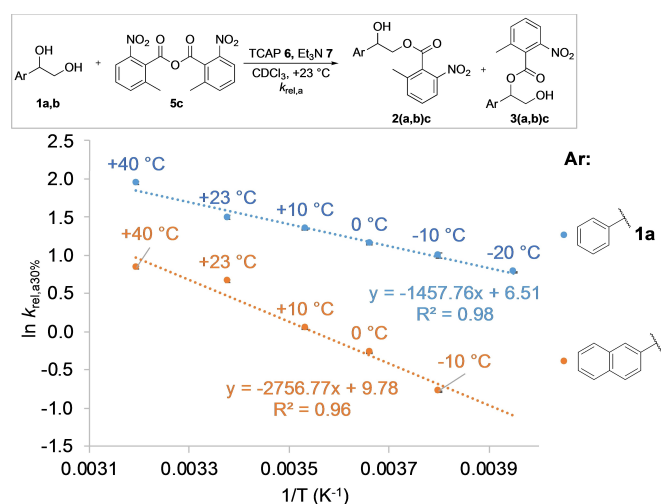 OH
Ar
OH
1a,b
+
NO₂
O
O
NO₂
O
5c
TCAP 6, Et₃N 7
CDCl₃, +23 °C
k_rel,a
OH
Ar
O
O
NO₂
2(a,b)c
+
NO₂
O
O
Ar
OH
3(a,b)c
2.5
2.0
1.5
1.0
0.5
0.0
-0.5
-1.0
-1.5
ln k_rel,a30%
+40 °C
+23 °C
+10 °C
0 °C
-10 °C
-20 °C
y = -1457.76x + 6.51
R² = 0.98
+40 °C
+23 °C
+10 °C
0 °C
-10 °C
y = -2756.77x + 9.78
R² = 0.96
0.0031
0.0033
0.0035
0.0037
0.0039
1/T (K⁻¹)
Ar:
1a